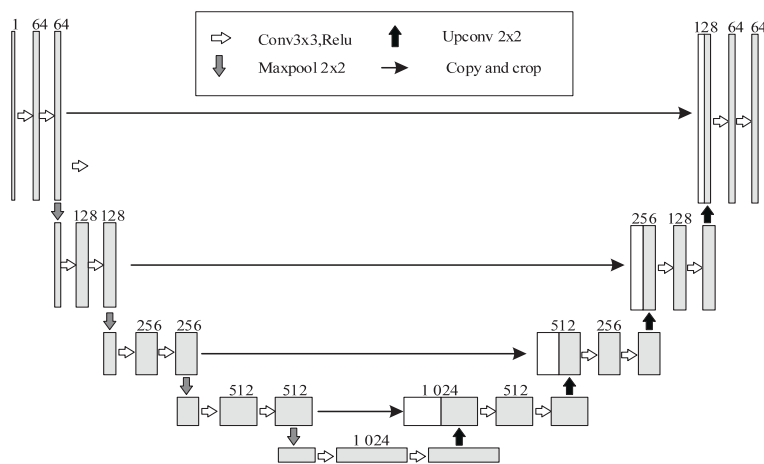 1 64 64
Conv3x3,Relu Upconv 2x2
Maxpool 2x2 Copy and crop
128 64 64
128 128
256 128
256 256
512 256
512 512
1 024 512
1 024